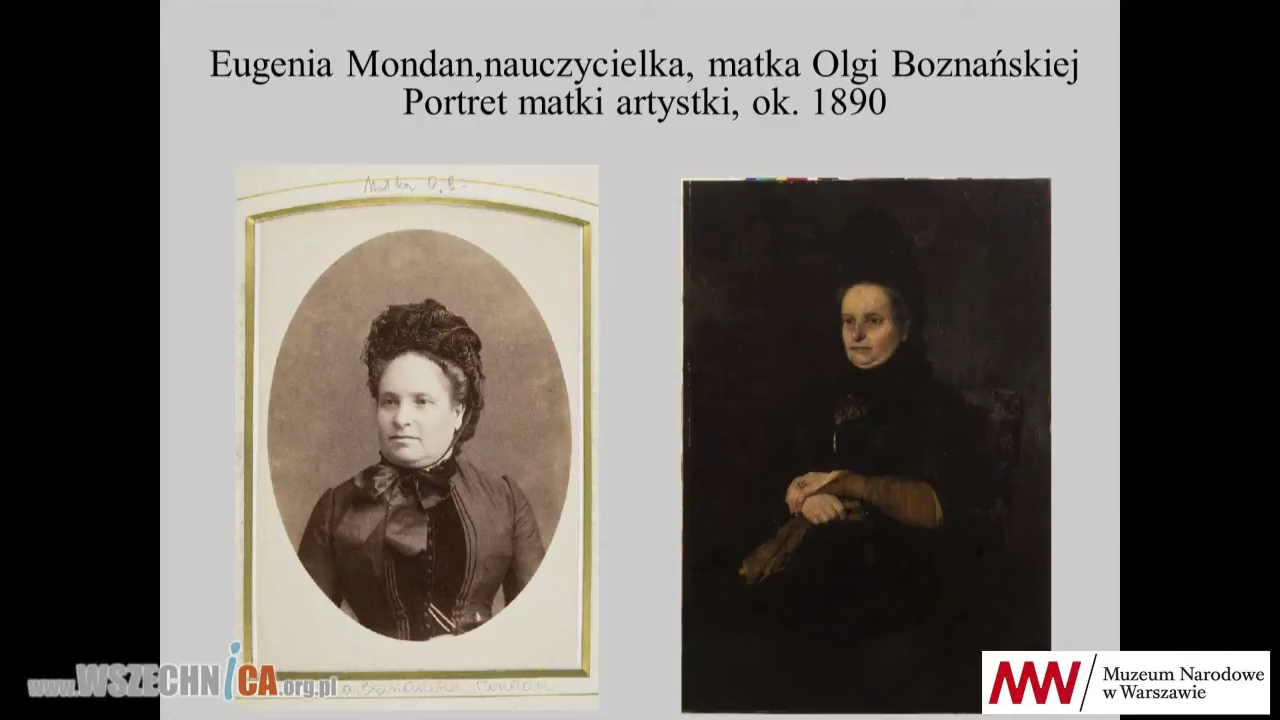 Eugenia Mondan,nauczycielka, matka Olgi Boznańskiej
Portret matki artystki, ok. 1890
Matka O. B.
www.WSZECHNiCA.org.pl
Muzeum Narodowe
w Warszawie